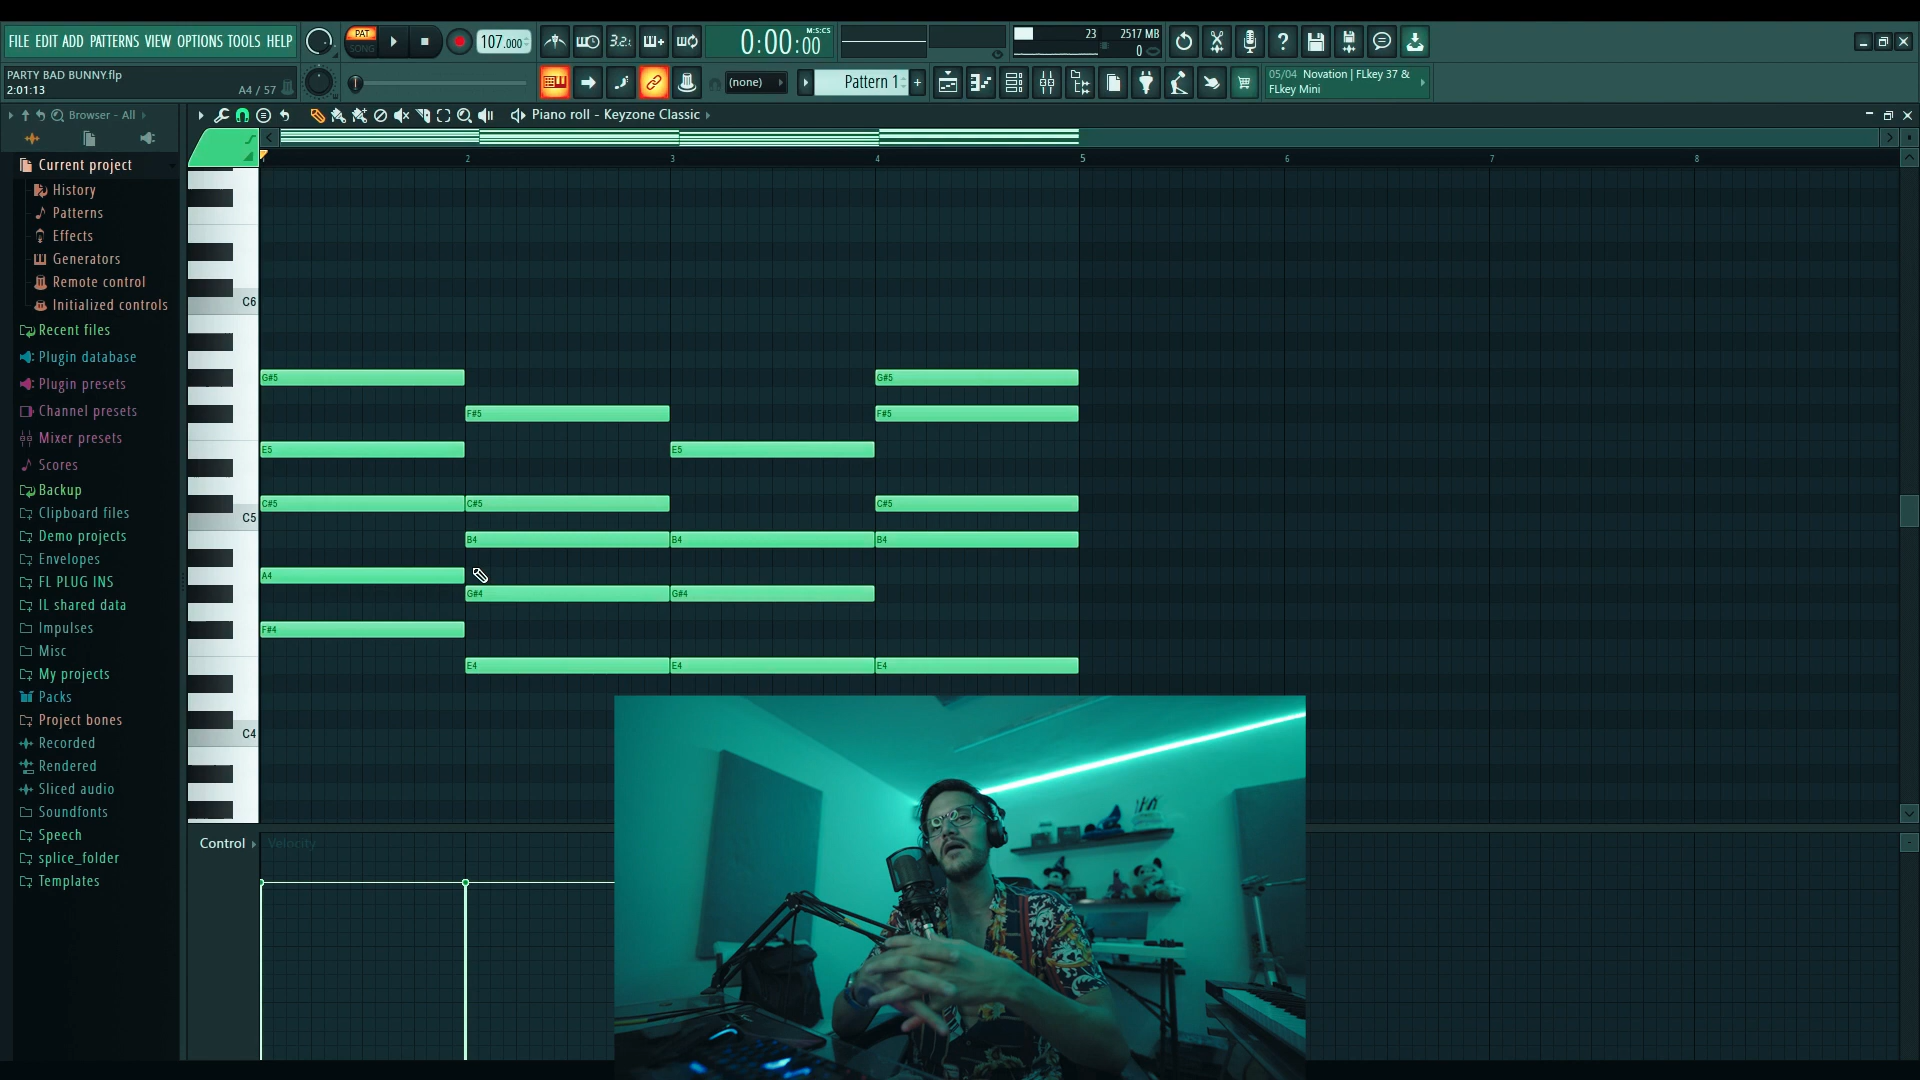 FILE EDIT ADD PATTERNS VIEW OPTIONS TOOLS HELP
PAT
SONG
107.000
3.2.
M:S:CS
0:00:00
23
2517 MB
0
PARTY BAD BUNNY.flp
2:01:13
A4 / 57
(none)
Pattern 1
+
05/04 Novation | FLkey 37 &
FLkey Mini
Browser - All
Piano roll - Keyzone Classic
2
3
4
5
6
7
8
Current project
History
Patterns
Effects
Generators
Remote control
Initialized controls
Recent files
Plugin database
Plugin presets
Channel presets
Mixer presets
Scores
Backup
Clipboard files
Demo projects
Envelopes
FL PLUG INS
IL shared data
Impulses
Misc
My projects
Packs
Project bones
Recorded
Rendered
Sliced audio
Soundfonts
Speech
splice_folder
Templates
C6
C5
C4
G#5
G#5
F#5
F#5
E5
E5
C#5
C#5
C#5
B4
B4
B4
A4
G#4
G#4
F#4
E4
E4
E4
Control
Velocity